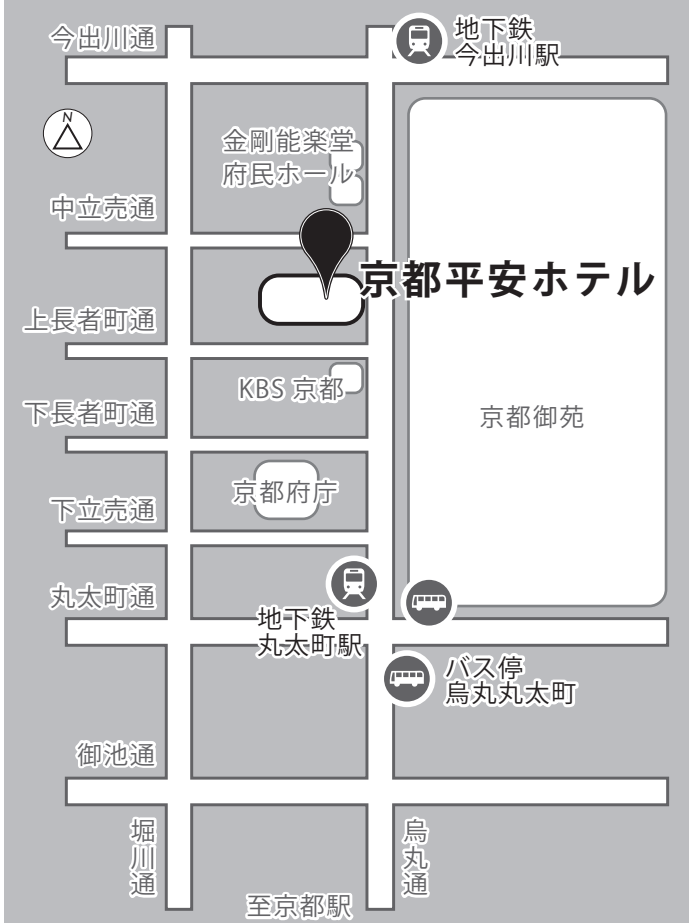 今出川通
地下鉄
今出川駅
N
金剛能楽堂
府民ホール
中立売通
京都平安ホテル
上長者町通
KBS 京都
下長者町通
京都御苑
京都府庁
下立売通
丸太町通
地下鉄
丸太町駅
バス停
烏丸丸太町
御池通
堀川通
烏丸通
至京都駅